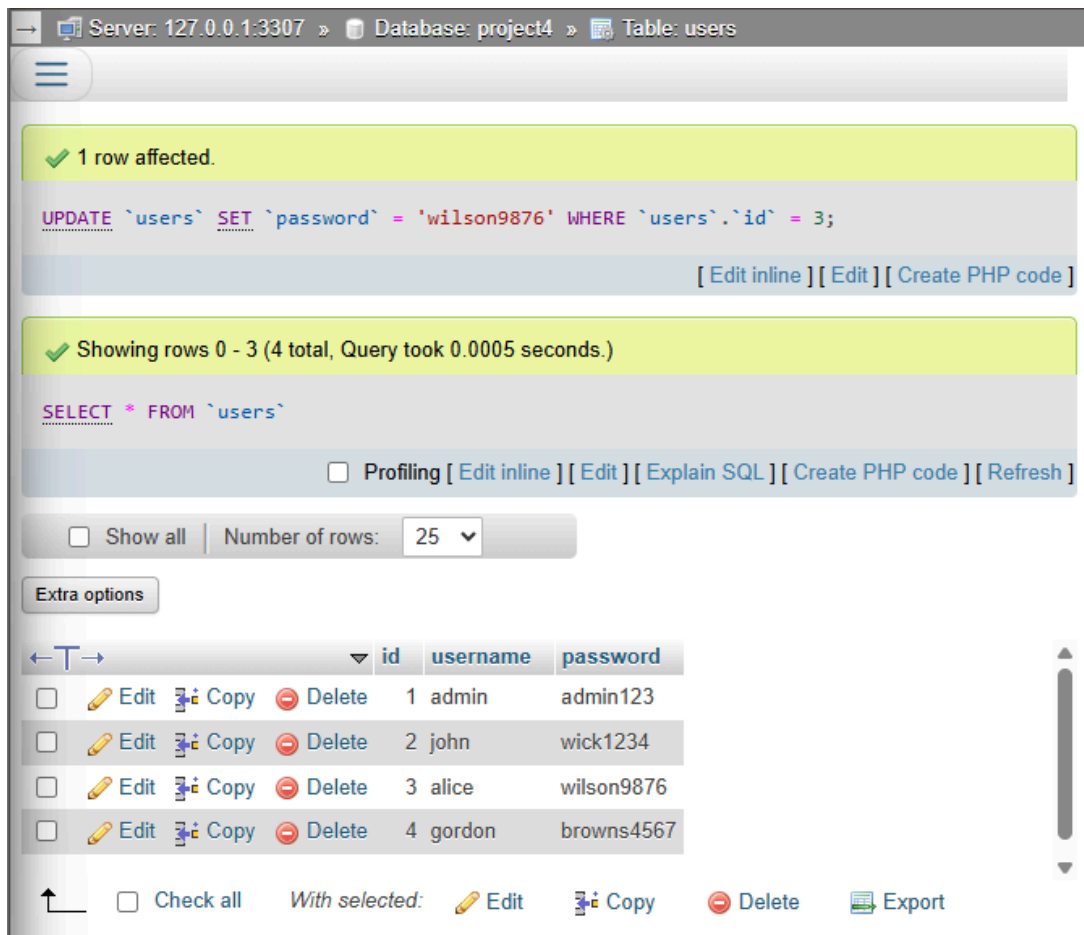 Server: 127.0.0.1:3307 » Database: project4 » Table: users
1 row affected.
UPDATE `users` SET `password` = 'wilson9876' WHERE `users`.`id` = 3;
[ Edit inline ] [ Edit ] [ Create PHP code ]
Showing rows 0 - 3 (4 total, Query took 0.0005 seconds.)
SELECT * FROM `users`
Profiling [ Edit inline ] [ Edit ] [ Explain SQL ] [ Create PHP code ] [ Refresh ]
Show all Number of rows: 25
Extra options
id username password
Edit Copy Delete 1 admin admin123
Edit Copy Delete 2 john wick1234
Edit Copy Delete 3 alice wilson9876
Edit Copy Delete 4 gordon browns4567
Check all With selected: Edit Copy Delete Export